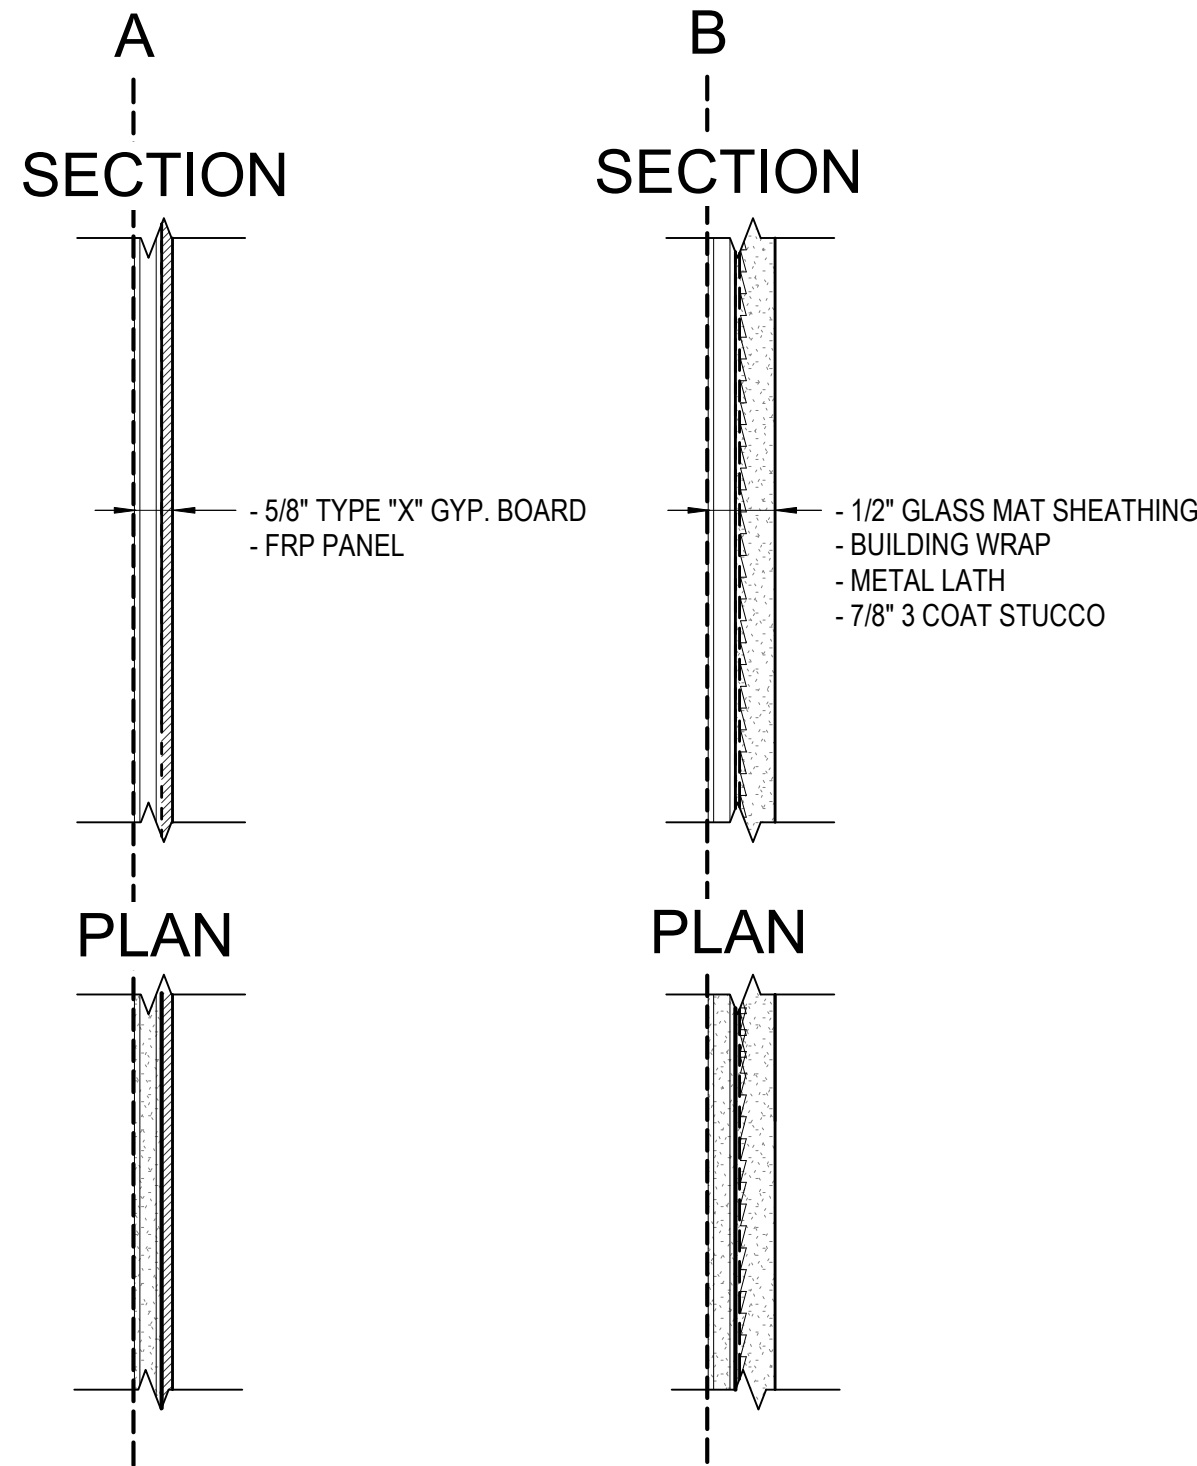 A
SECTION
- 5/8" TYPE "X" GYP. BOARD
- FRP PANEL
PLAN
B
SECTION
- 1/2" GLASS MAT SHEATHING
- BUILDING WRAP
- METAL LATH
- 7/8" 3 COAT STUCCO
PLAN